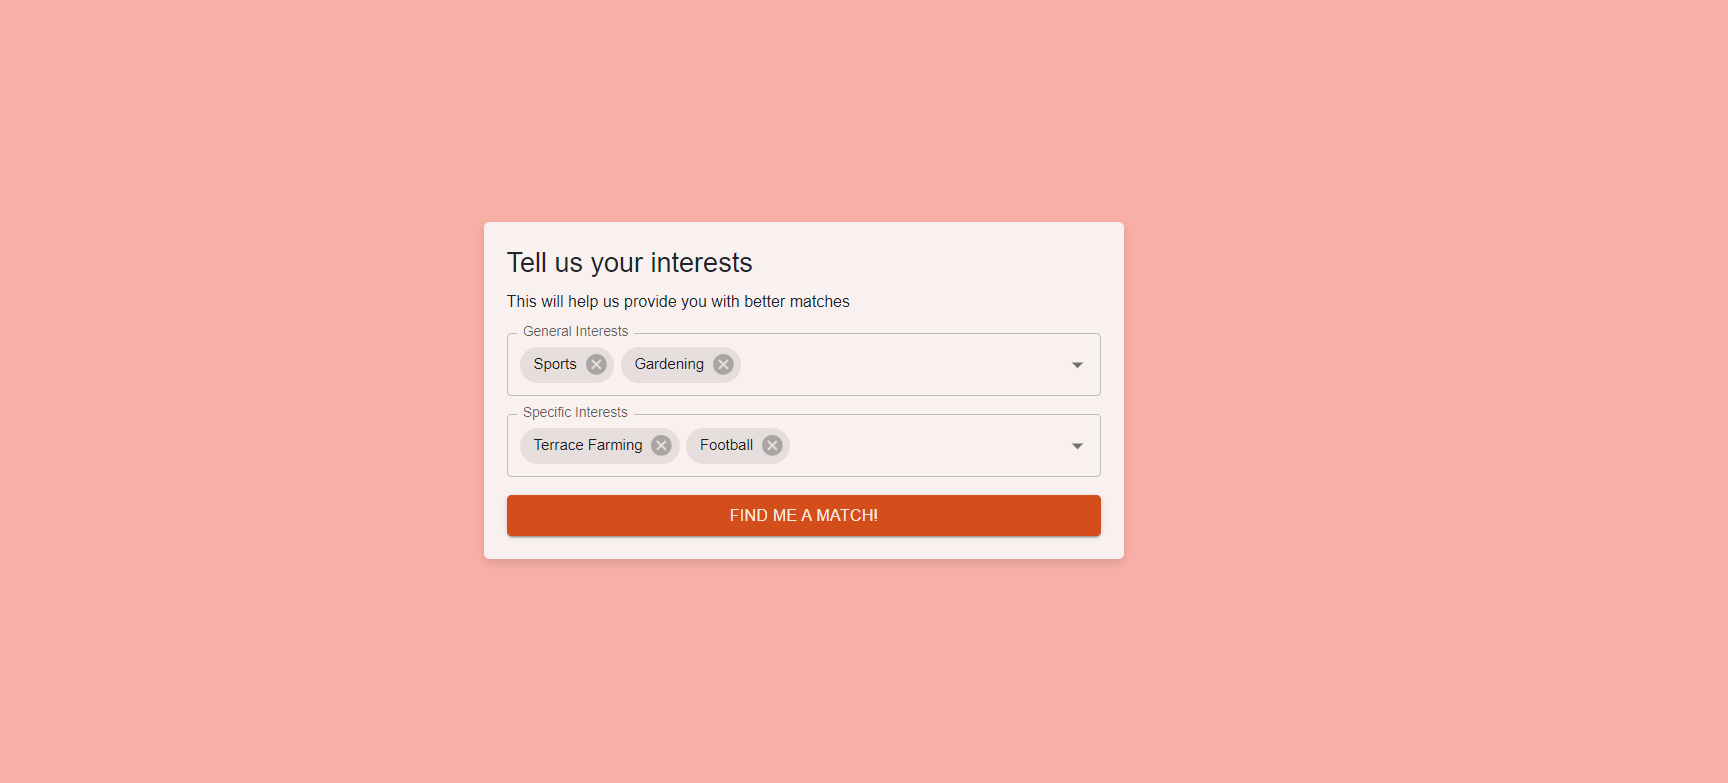 Tell us your interests
This will help us provide you with better matches
General Interests
Sports Gardening
Specific Interests
Terrace Farming Football
FIND ME A MATCH!